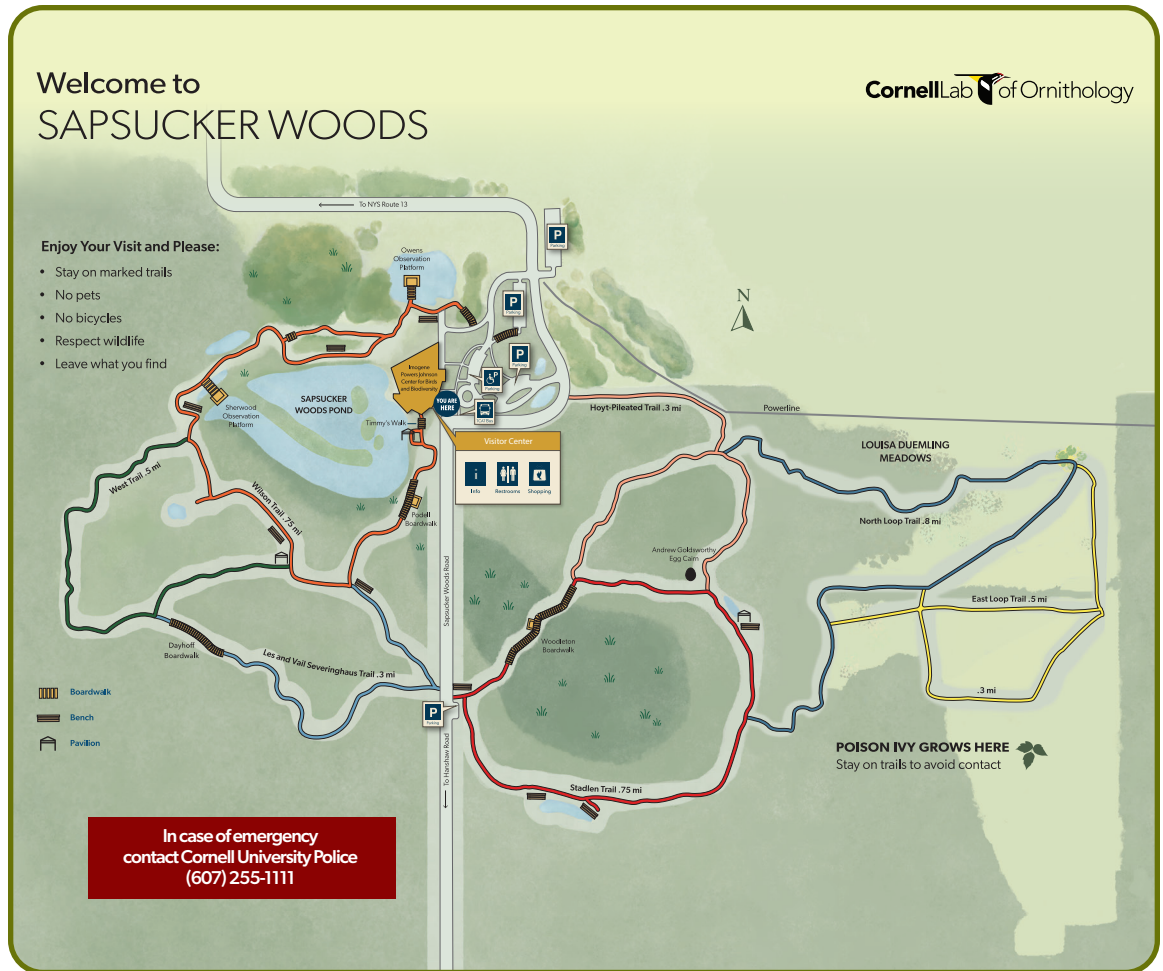 Welcome to
SAPSUCKER WOODS
CornellLab of Ornithology
To NYS Route 13
Enjoy Your Visit and Please:
• Stay on marked trails
• No pets
• No bicycles
• Respect wildlife
• Leave what you find
Owens
Observation
Platform
P
Parking
P
Parking
P
Parking
P
Parking
N
Imogene
Powers Johnson
Center for Birds
and Biodiversity
YOU ARE
HERE
SAPSUCKER
WOODS POND
Sherwood
Observation
Platform
Timmy's Walk
Visitor Center
i
Info
Restrooms
Shopping
Hoyt-Pileated Trail .3 mi
Powerline
LOUISA DUEMLING
MEADOWS
West Trail .5 mi
Wilson Trail .75 mi
Podell
Boardwalk
North Loop Trail .8 mi
Andrew Goldsworthy
Egg Cairn
Sapsucker Woods Road
East Loop Trail .5 mi
Woodleton
Boardwalk
Dayhoff
Boardwalk
Les and Vail Severinghaus Trail .3 mi
.3 mi
Boardwalk
Bench
Pavilion
P
Parking
To Hanshaw Road
POISON IVY GROWS HERE
Stay on trails to avoid contact
Stadlen Trail .75 mi
In case of emergency
contact Cornell University Police
(607) 255-1111